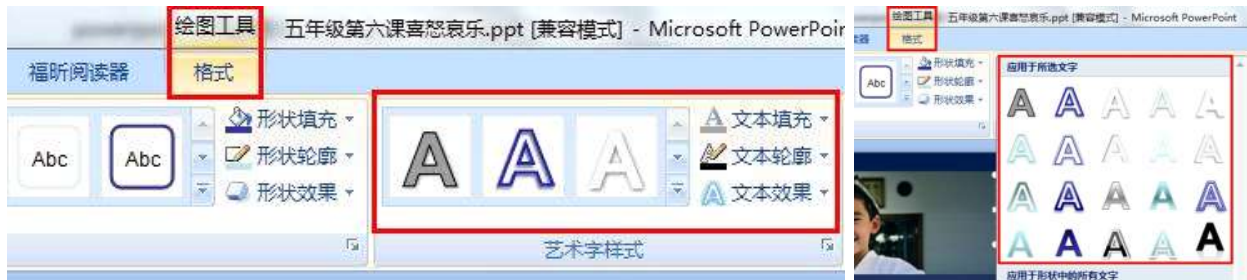 绘图工具 五年级第六课喜怒哀乐.ppt [兼容模式] - Microsoft PowerPoin
福昕阅读器 格式
Abc Abc 形状填充 A 文本填充
形状轮廓 文本轮廓
形状效果 A 文本效果
艺术字样式
绘图工具 五年级第六课喜怒哀乐.ppt [兼容模式] - Microsoft PowerPoint
格式
Abc 形状填充
形状轮廓
形状效果
应用于所选文字
A A A A A
A A A A A
A A A A A
A A A A A
应用于形状中的所有文字